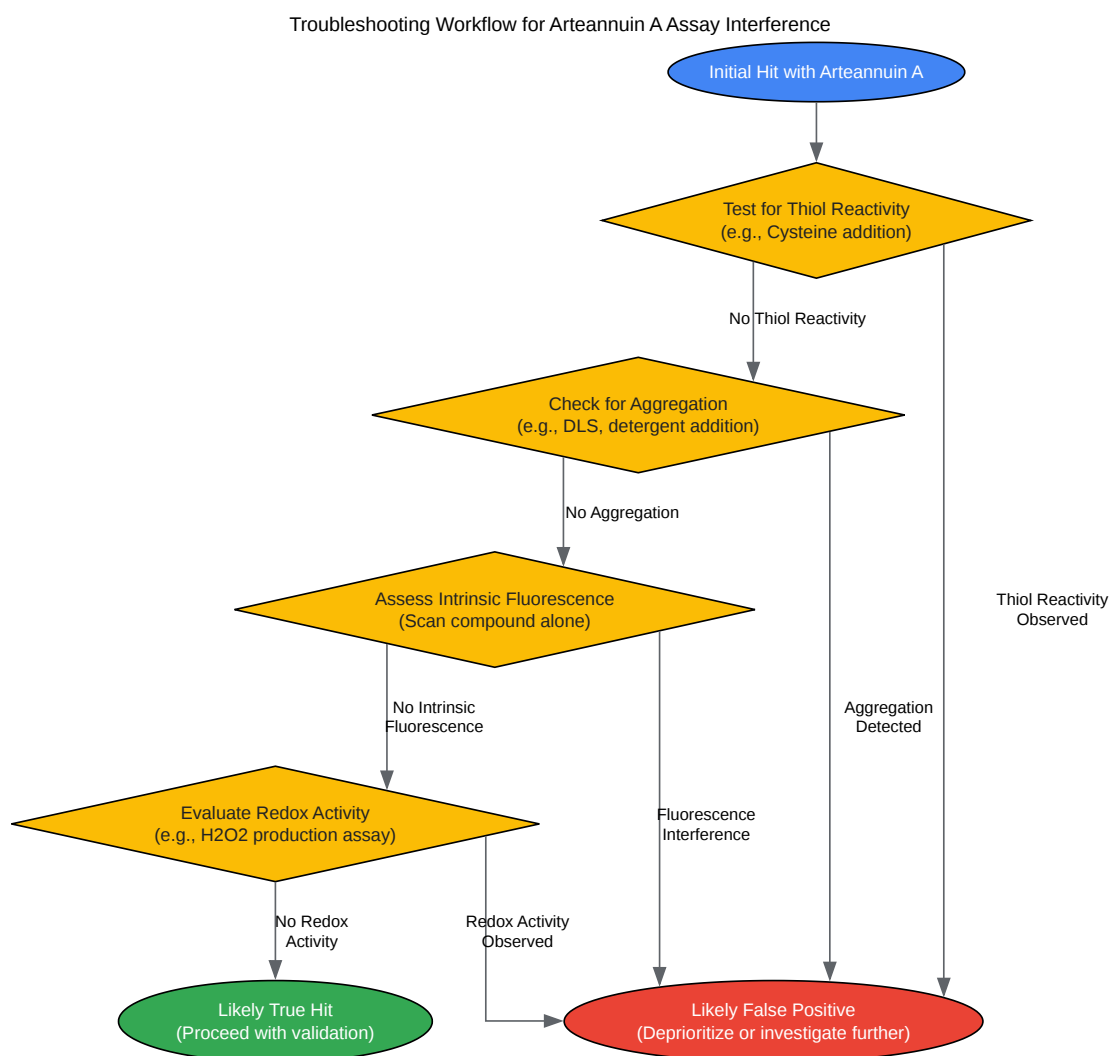 Troubleshooting Workflow for Arteannuin A Assay Interference
Initial Hit with Arteannuin A
Test for Thiol Reactivity
(e.g., Cysteine addition)
No Thiol Reactivity
Check for Aggregation
(e.g., DLS, detergent addition)
No Aggregation
Assess Intrinsic Fluorescence
(Scan compound alone)
Thiol Reactivity
Observed
No Intrinsic
Fluorescence
Aggregation
Detected
Evaluate Redox Activity
(e.g., H2O2 production assay)
Fluorescence
Interference
No Redox
Activity
Redox Activity
Observed
Likely True Hit
(Proceed with validation)
Likely False Positive
(Deprioritize or investigate further)